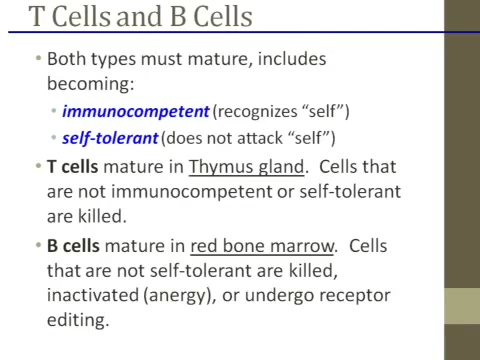 T Cells and B Cells
• Both types must mature, includes
becoming:
• immunocompetent (recognizes “self”)
• self-tolerant (does not attack “self”)
• T cells mature in Thymus gland. Cells that
are not immunocompetent or self-tolerant
are killed.
• B cells mature in red bone marrow. Cells
that are not self-tolerant are killed,
inactivated (anergy), or undergo receptor
editing.